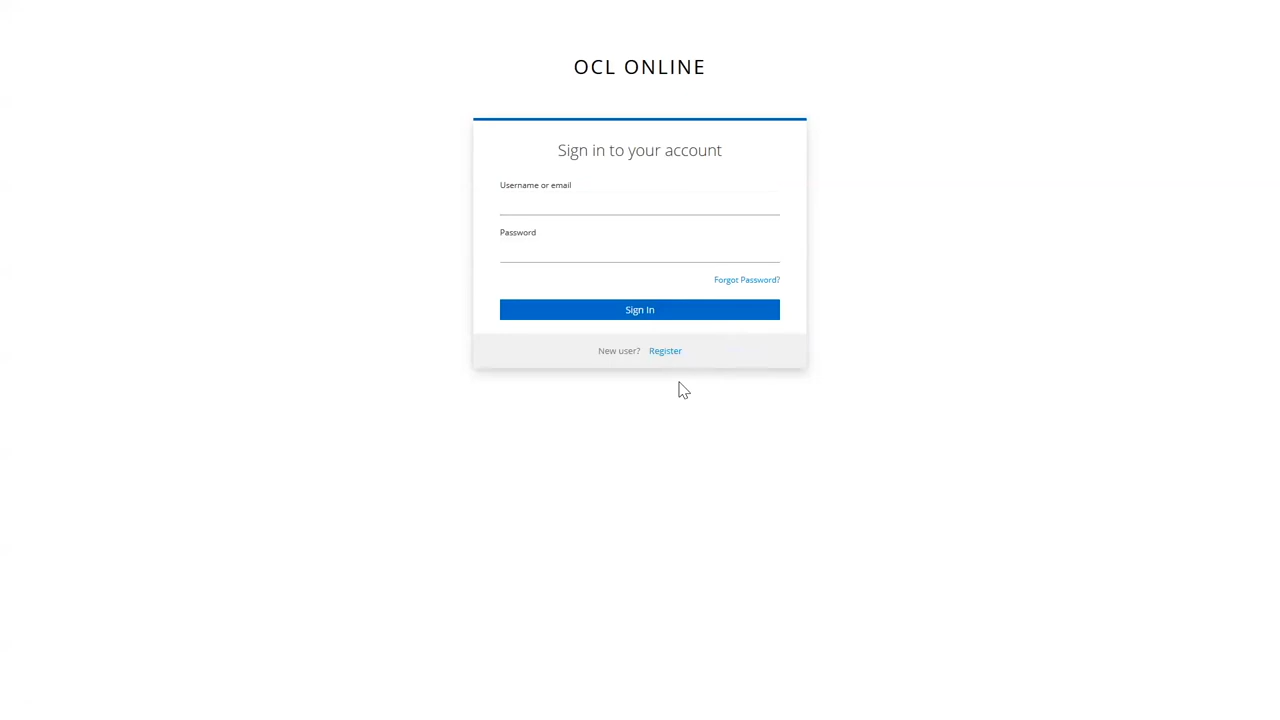 OCL ONLINE
Sign in to your account
Username or email
Password
Forgot Password?
Sign In
New user? Register